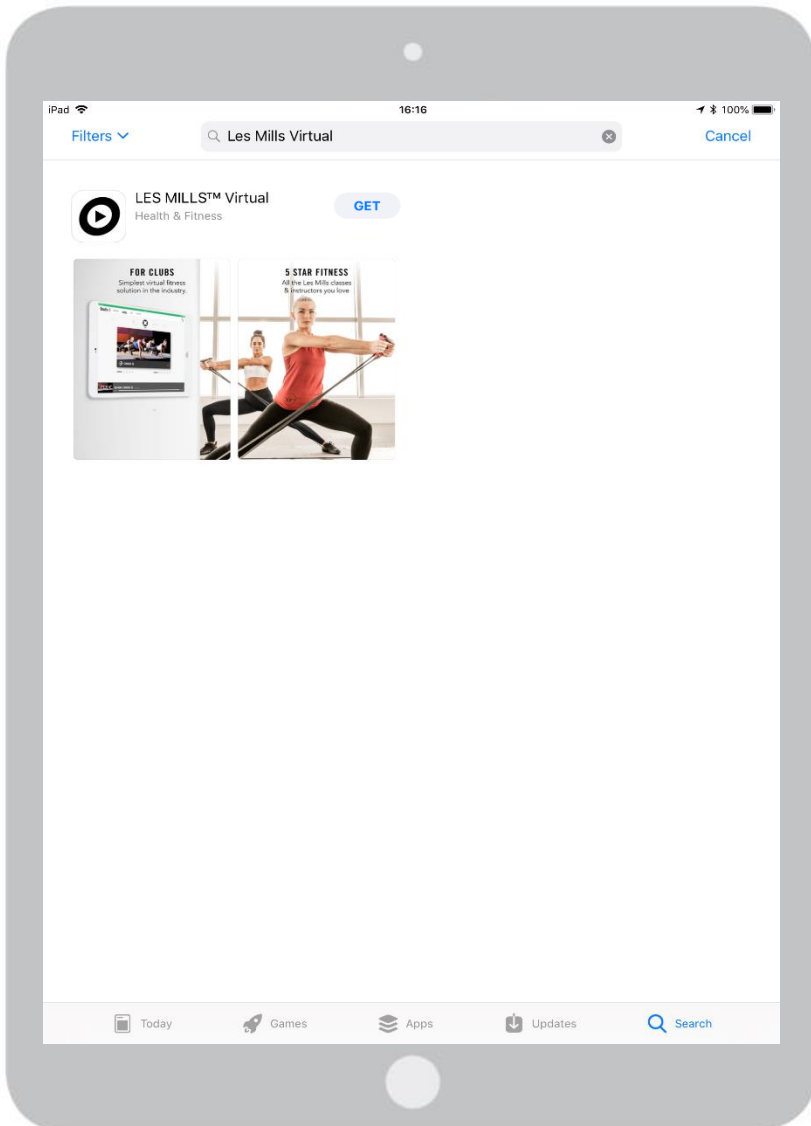 iPad
16:16
100%
Filters
Les Mills Virtual
Cancel
LES MILLS™ Virtual
Health & Fitness
GET
FOR CLUBS
Simplest virtual fitness
solution in the industry.
5 STAR FITNESS
All the Les Mills classes
& instructors you love
Today
Games
Apps
Updates
Search